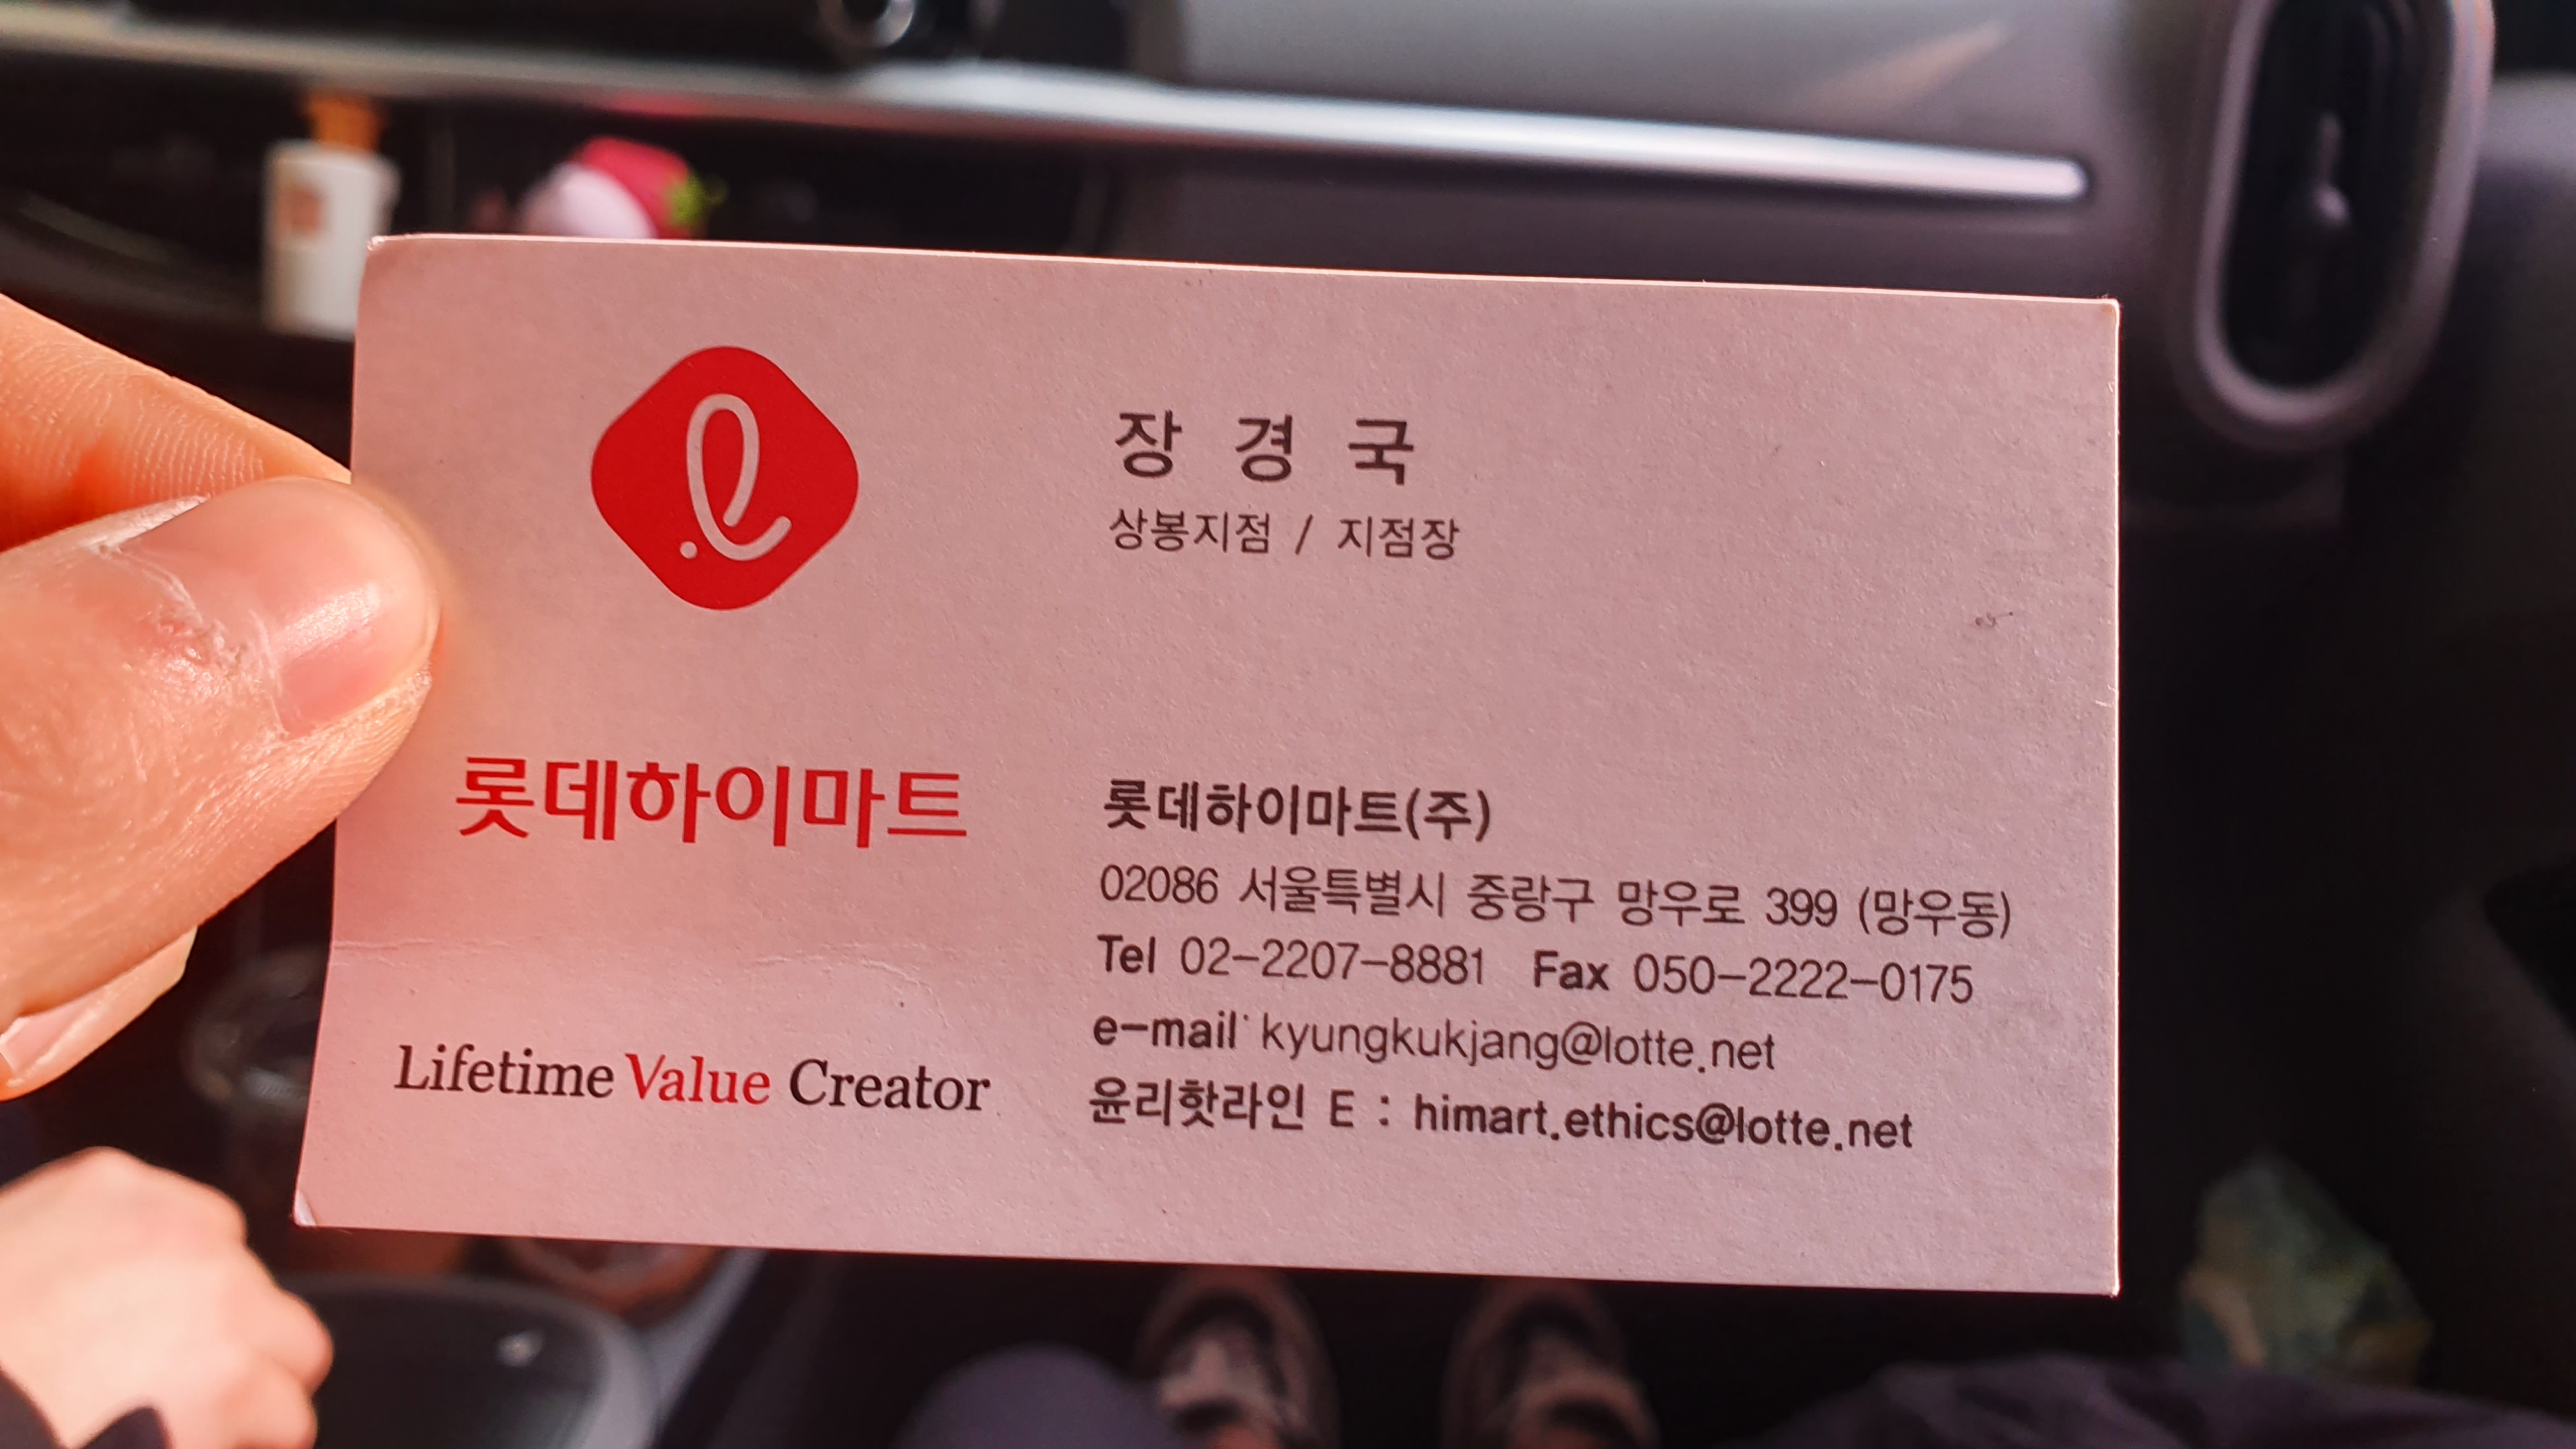 장 경 국
상봉지점 / 지점장
롯데하이마트
Lifetime Value Creator
롯데하이마트(주)
02086 서울특별시 중랑구 망우로 399 (망우동)
Tel 02-2207-8881 Fax 050-2222-0175
e-mail kyungkukjang@lotte.net
윤리핫라인 E : himart.ethics@lotte.net